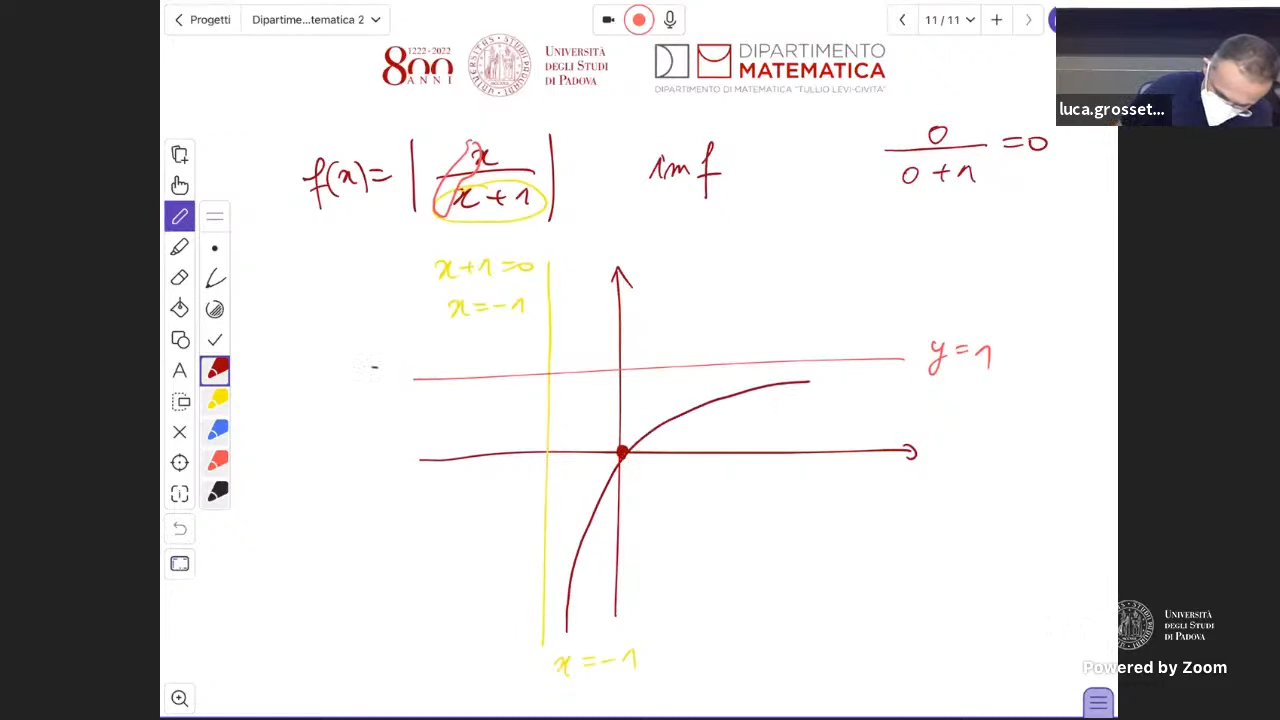 Progetti
Dipartime...tematica 2
11 / 11
1222-2022
800
ANNI
UNIVERSITÀ
DEGLI STUDI
DI PADOVA
DIPARTIMENTO
MATEMATICA
DIPARTIMENTO DI MATEMATICA "TULLIO LEVI-CIVITA"
luca.grosset...
f(x) = | x / (x + 1) |
im f
0 / (0 + 1) = 0
x + 1 = 0
x = -1
y = 1
x = -1
A
UNIVERSITÀ
DEGLI STUDI
DI PADOVA
Powered by Zoom